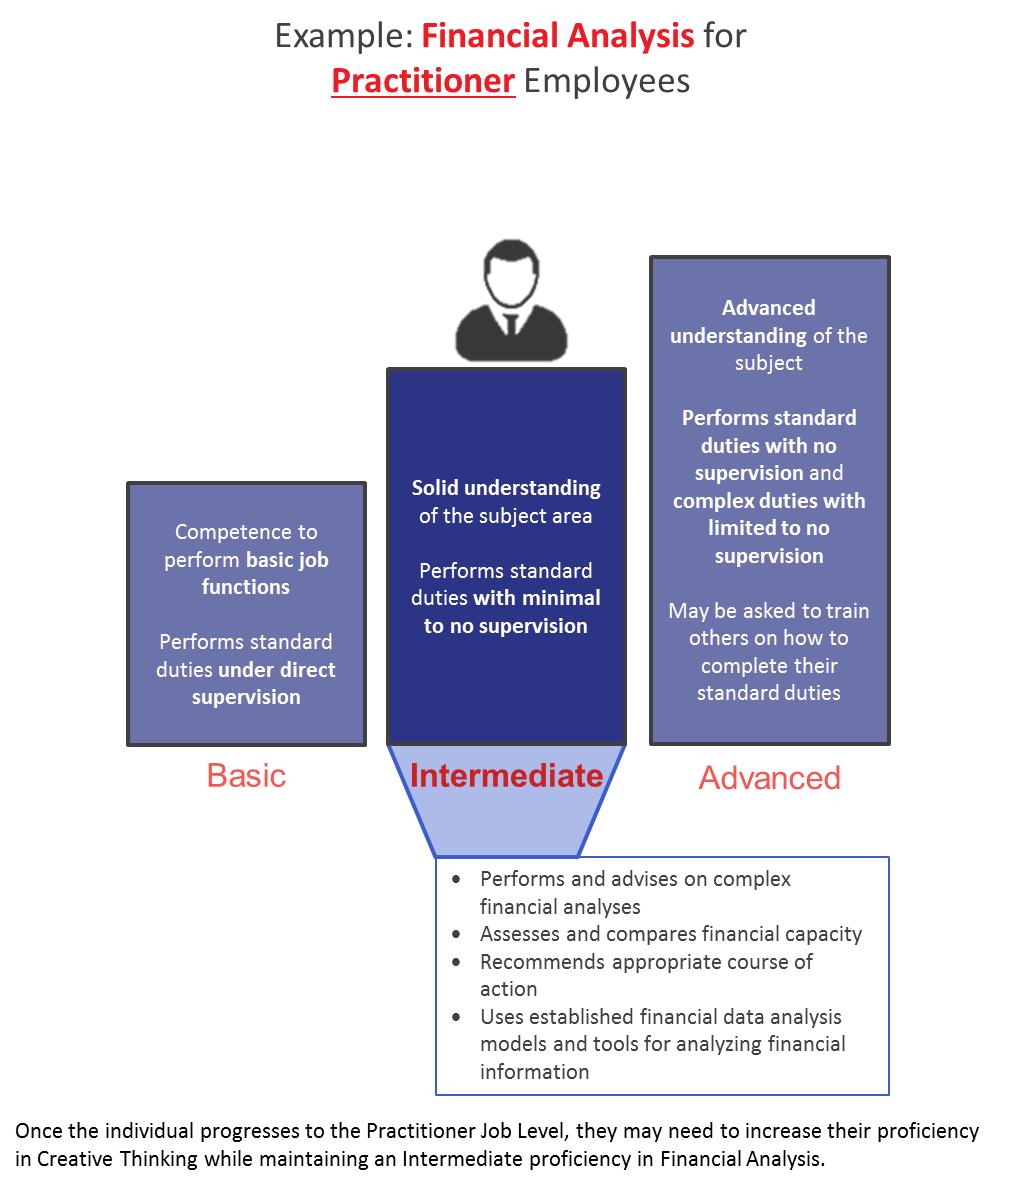 Example: Financial Analysis for
Practitioner Employees
Competence to
perform basic job
functions
Performs standard
duties under direct
supervision
Basic
Solid understanding
of the subject area
Performs standard
duties with minimal
to no supervision
Intermediate
Advanced
understanding of the
subject
Performs standard
duties with no
supervision and
complex duties with
limited to no
supervision
May be asked to train
others on how to
complete their
standard duties
Advanced
• Performs and advises on complex
financial analyses
• Assesses and compares financial capacity
• Recommends appropriate course of
action
• Uses established financial data analysis
models and tools for analyzing financial
information
Once the individual progresses to the Practitioner Job Level, they may need to increase their proficiency
in Creative Thinking while maintaining an Intermediate proficiency in Financial Analysis.